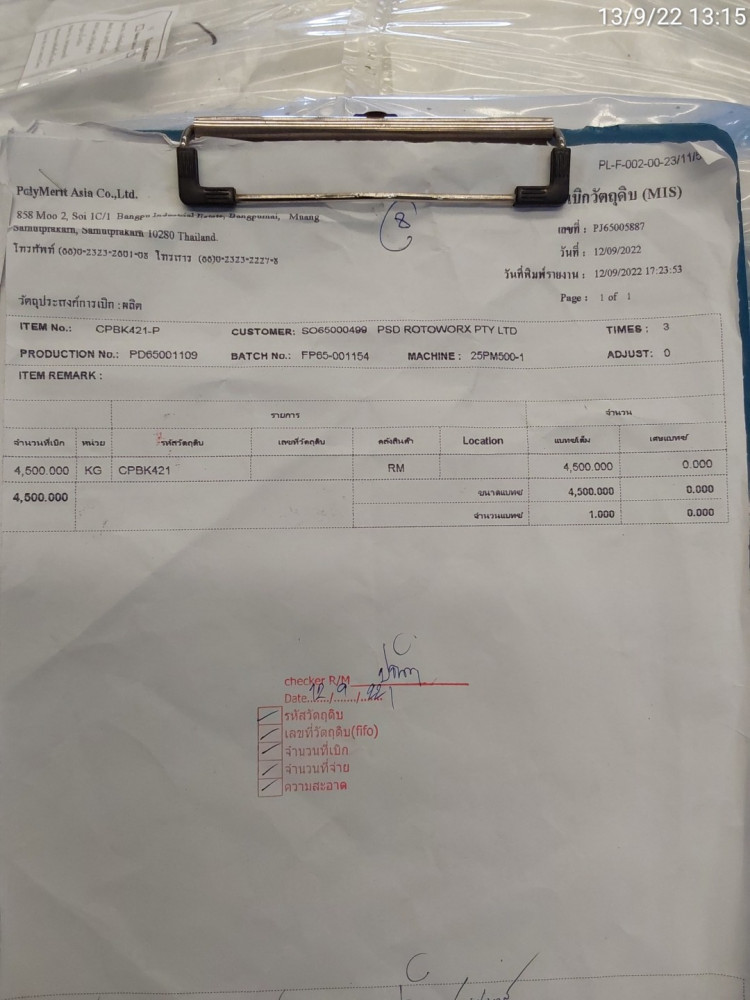 13/9/22 13:15
PL-F-002-00-23/11/
PolyMerit Asia Co.,Ltd.
เบิกวัตถุดิบ (MIS)
858 Moo 2, Soi 1C/1 Bangpoo Industrial Estate, Bangpumai, Muang
Samutprakarn, Samutprakarn 10280 Thailand.
โทรศัพท์ (66)0-2323-2601-08 โทรสาร (66)0-2323-2227-8
8
เลขที่ : PJ65005887
วันที่ : 12/09/2022
วันที่พิมพ์รายงาน : 12/09/2022 17:23:53
Page : 1 of 1
วัตถุประสงค์การเบิก : ผลิต
ITEM No.: CPBK421-P CUSTOMER: SO65000499 PSD ROTOWORX PTY LTD TIMES : 3
PRODUCTION No.: PD65001109 BATCH No.: FP65-001154 MACHINE : 25PM500-1 ADJUST: 0
ITEM REMARK :
รายการ จำนวน
จำนวนที่เบิก หน่วย รหัสวัตถุดิบ เลขที่วัตถุดิบ คลังสินค้า Location แบทช์เต็ม เศษแบทช์
4,500.000 KG CPBK421 RM 4,500.000 0.000
4,500.000 ขนาดแบทช์ 4,500.000 0.000
จำนวนแบทช์ 1.000 0.000
C
checker R/M
Date 12 / 9 / 22
รหัสวัตถุดิบ
เลขที่วัตถุดิบ(fifo)
จำนวนที่เบิก
จำนวนที่จ่าย
ความสะอาด
C